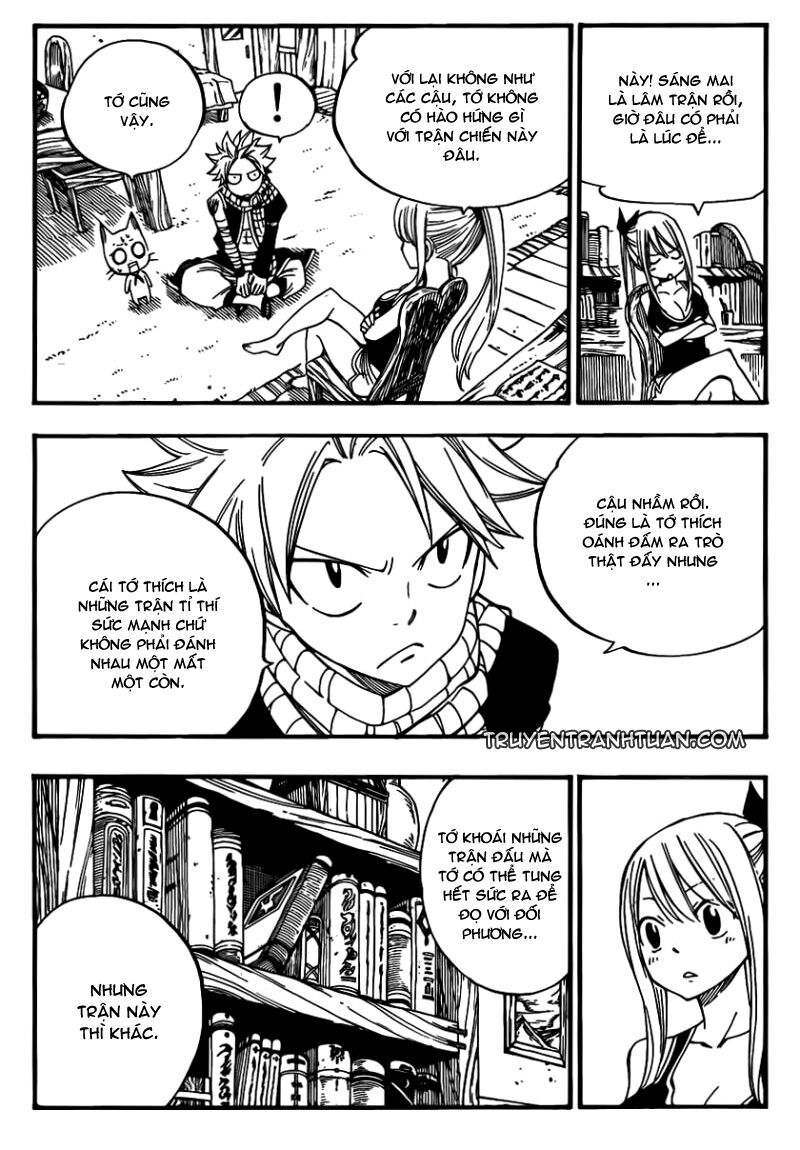 NÀY! SÁNG MAI
LÀ LÂM TRẬN RỒI,
GIỜ ĐÂU CÓ PHẢI
LÀ LÚC ĐỂ...
VỚI LẠI KHÔNG NHƯ
CÁC CẬU, TỚ KHÔNG
CÓ HÀO HỨNG GÌ
VỚI TRẬN CHIẾN NÀY
ĐÂU.
!
TỚ CŨNG
VẬY.
CẬU NHẦM RỒI.
ĐÚNG LÀ TỚ THÍCH
OÁNH ĐẤM RA TRÒ
THẬT ĐẤY NHƯNG
...
CÁI TỚ THÍCH LÀ
NHỮNG TRẬN TỈ THÍ
SỨC MẠNH CHỨ
KHÔNG PHẢI ĐÁNH
NHAU MỘT MẤT
MỘT CÒN.
TRUYENTRANHTUAN.COM
TỚ KHOÁI NHỮNG
TRẬN ĐẤU MÀ
TỚ CÓ THỂ TUNG
HẾT SỨC RA ĐỂ
ĐỌ VỚI ĐỐI
PHƯƠNG...
NHƯNG
TRẬN NÀY
THÌ KHÁC.